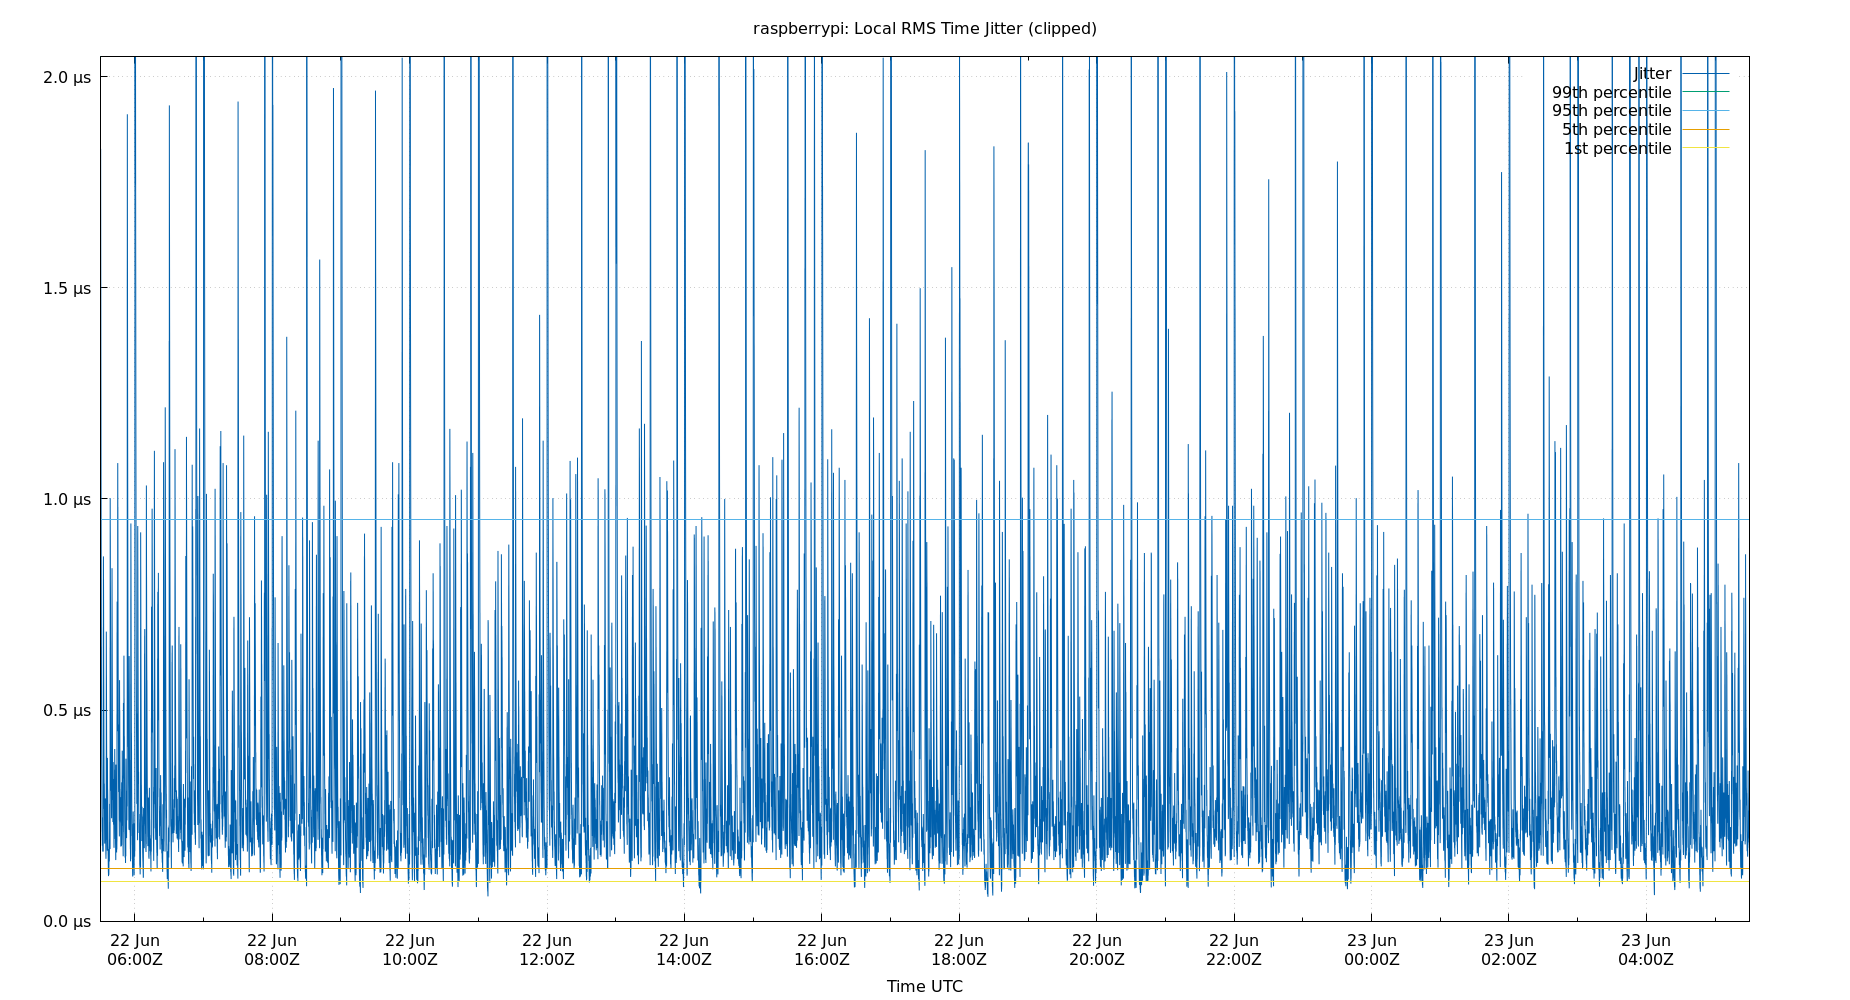 raspberrypi: Local RMS Time Jitter (clipped)
2.0 µs
1.5 µs
1.0 µs
0.5 µs
0.0 µs
Jitter
99th percentile
95th percentile
5th percentile
1st percentile
22 Jun 22 Jun 22 Jun 22 Jun 22 Jun 22 Jun 22 Jun 22 Jun 22 Jun 23 Jun 23 Jun 23 Jun
06:00Z 08:00Z 10:00Z 12:00Z 14:00Z 16:00Z 18:00Z 20:00Z 22:00Z 00:00Z 02:00Z 04:00Z
Time UTC